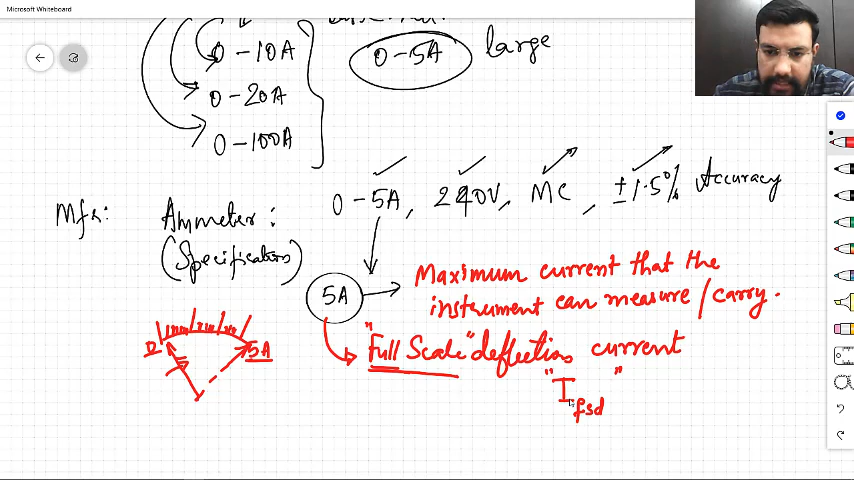 Microsoft Whiteboard
0 - 10A
0 - 5A large
0 - 20A
0 - 100A
Mfr: Ammeter: 0 - 5A, 240V, MC, ±1.5% Accuracy
(Specification)
5A
Maximum current that the
instrument can measure/carry.
0 5A
"Full Scale" deflection current
"Ifsd"